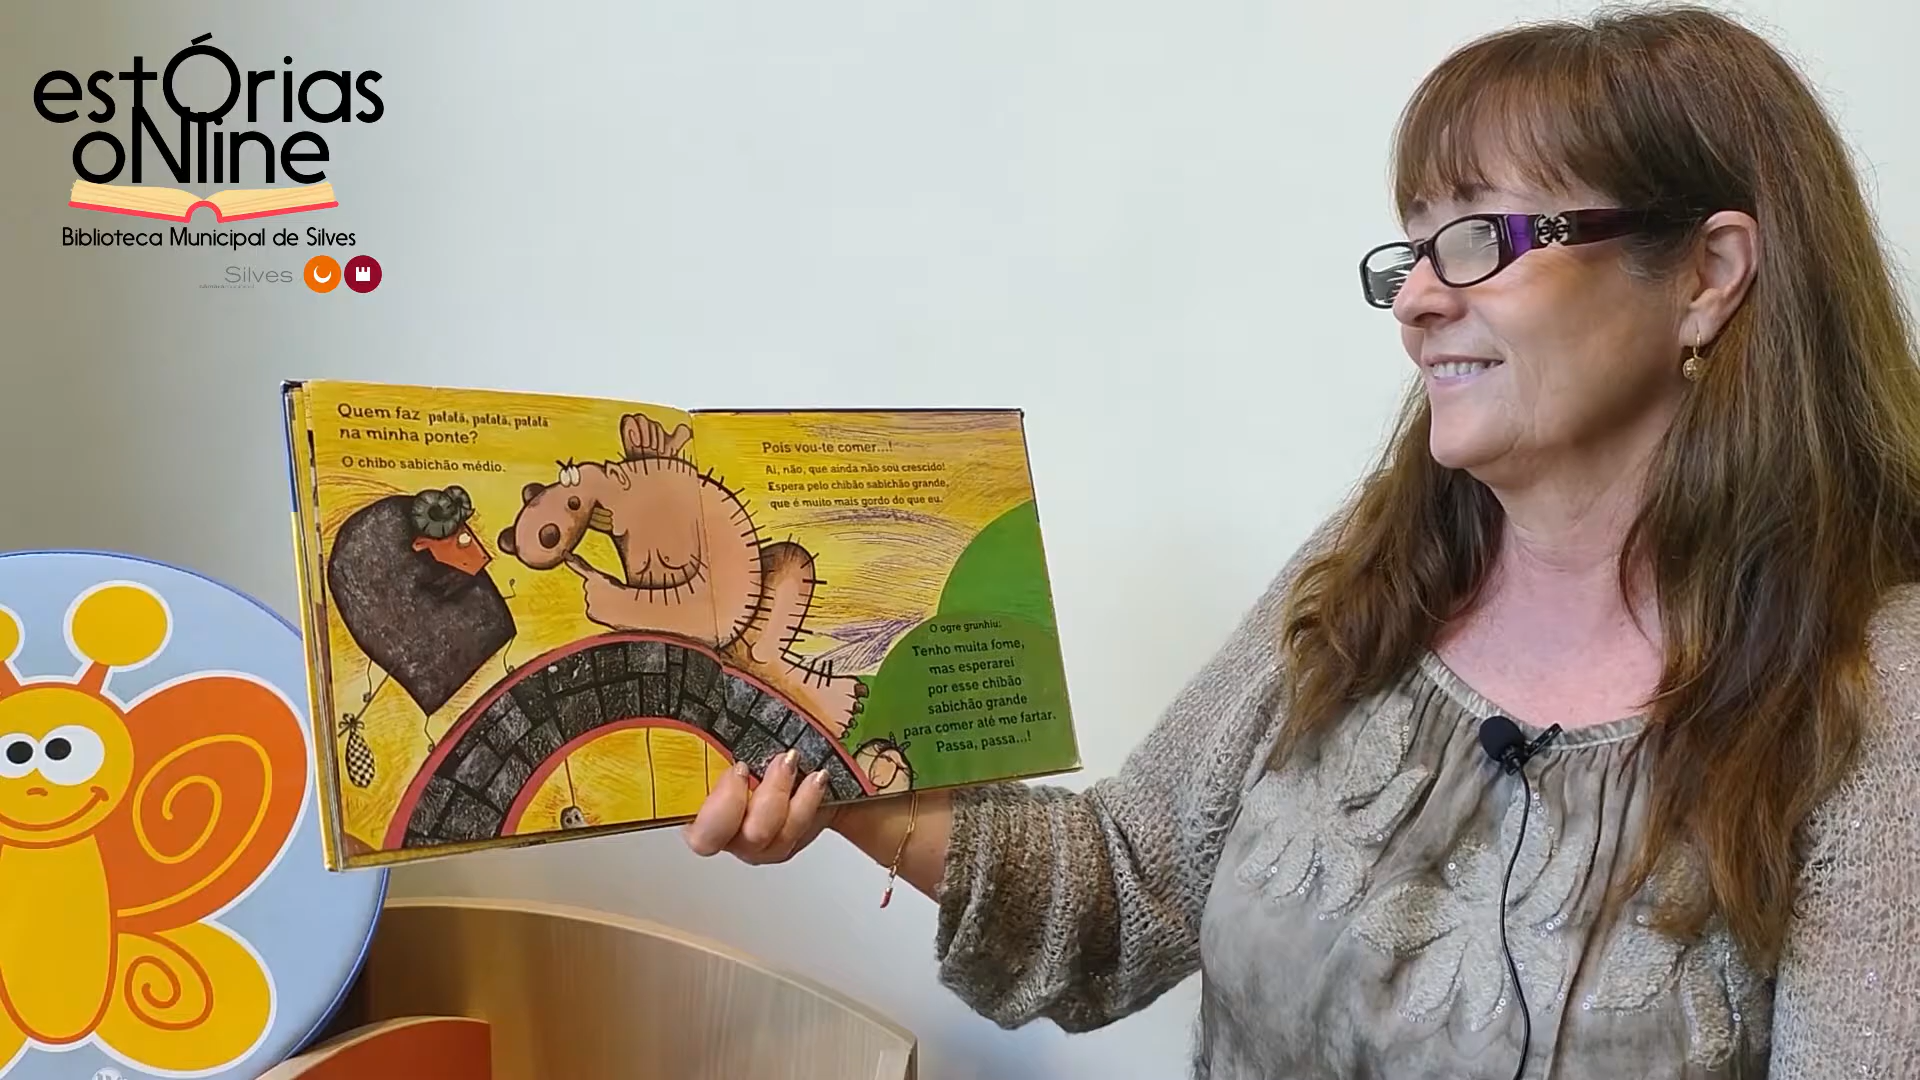 estÓrias
oNline
Biblioteca Municipal de Silves
Silves
Quem faz patatá, patatá, patatá
na minha ponte?
O chibo sabichão médio.
Pois vou-te comer...!
Ai, não, que ainda não sou crescido!
Espera pelo chibão sabichão grande,
que é muito mais gordo do que eu.
O ogre grunhiu:
Tenho muita fome,
mas esperarei
por esse chibão
sabichão grande
para comer até me fartar.
Passa, passa...!